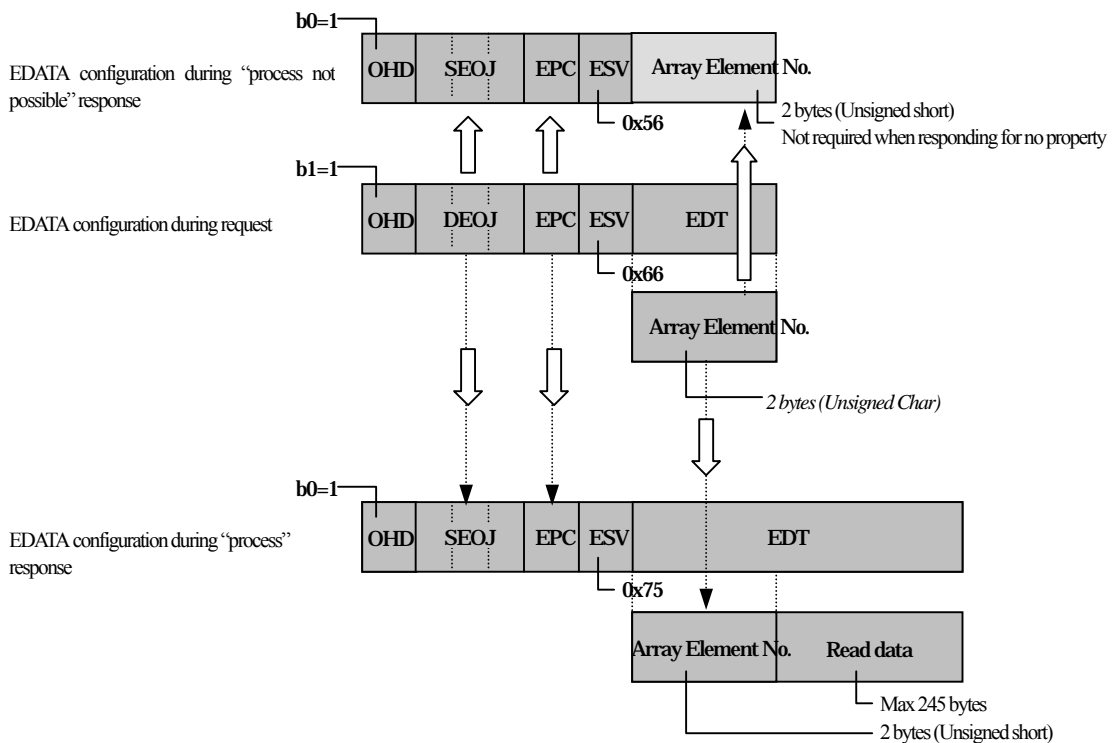 b0=1
EDATA configuration during “process not
possible” response
OHD SEOJ EPC ESV Array Element No.
0x56
2 bytes (Unsigned short)
Not required when responding for no property
b1=1
EDATA configuration during request
OHD DEOJ EPC ESV EDT
0x66
Array Element No.
2 bytes (Unsigned Char)
b0=1
EDATA configuration during “process”
response
OHD SEOJ EPC ESV EDT
0x75
Array Element No. Read data
Max 245 bytes
2 bytes (Unsigned short)